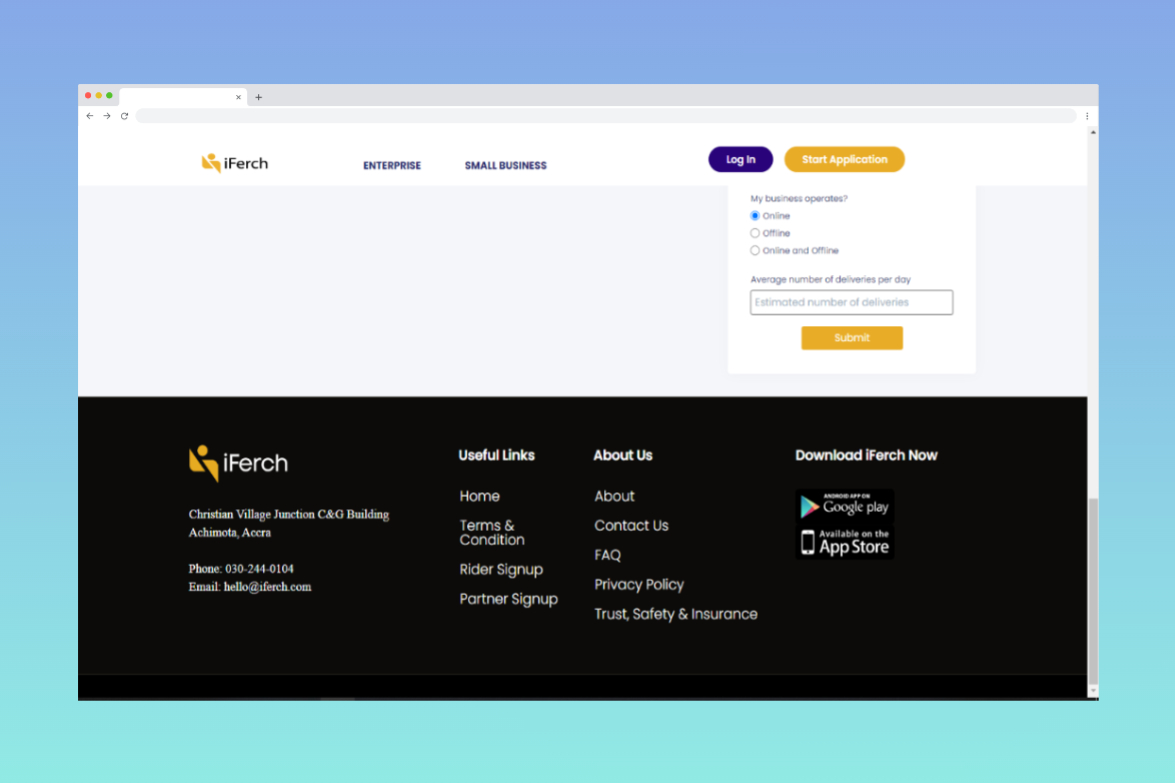 iFerch
ENTERPRISE
SMALL BUSINESS
Log In
Start Application
My business operates?
Online
Offline
Online and Offline
Average number of deliveries per day
Estimated number of deliveries
Submit
iFerch
Christian Village Junction C&G Building
Achimota, Accra
Phone: 030-244-0104
Email: hello@iferch.com
Useful Links
Home
Terms &
Condition
Rider Signup
Partner Signup
About Us
About
Contact Us
FAQ
Privacy Policy
Trust, Safety & Insurance
Download iFerch Now
ANDROID APP ON
Google play
Available on the
App Store